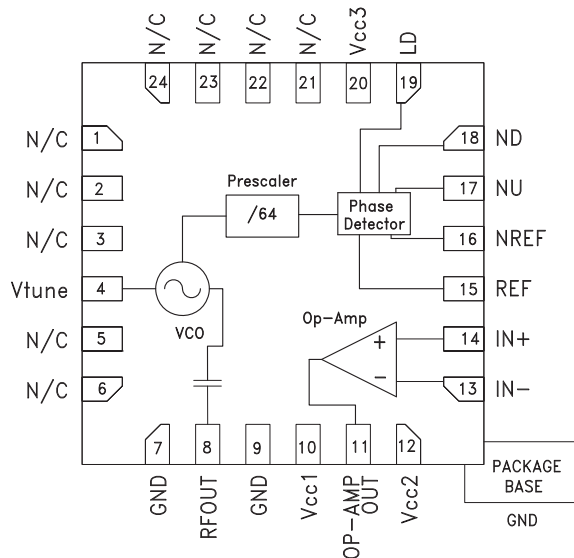 N/C
N/C
N/C
N/C
Vcc3
LD
24
23
22
21
20
19
N/C
1
N/C
2
N/C
3
Vtune
4
N/C
5
N/C
6
18
ND
17
NU
16
NREF
15
REF
14
IN+
13
IN-
Prescaler
/64
Phase
Detector
VCO
Op-Amp
+
-
7
8
9
10
11
12
GND
RFOUT
GND
Vcc1
OP-AMP
OUT
Vcc2
PACKAGE
BASE
GND